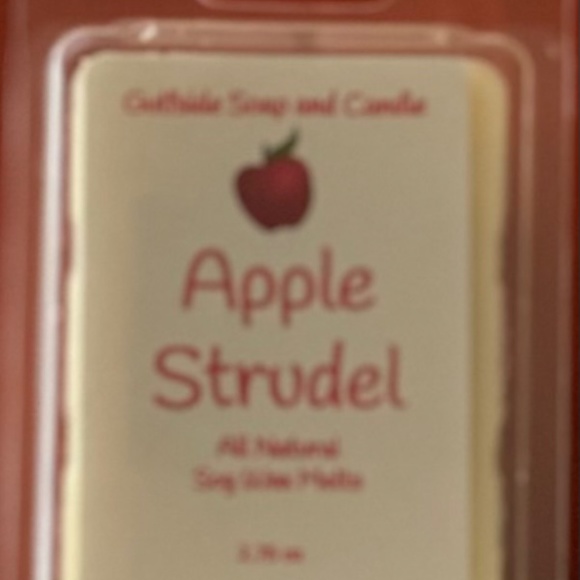 Soap and Candle
Apple
Strudel
All Natural
Soy Wax Melts